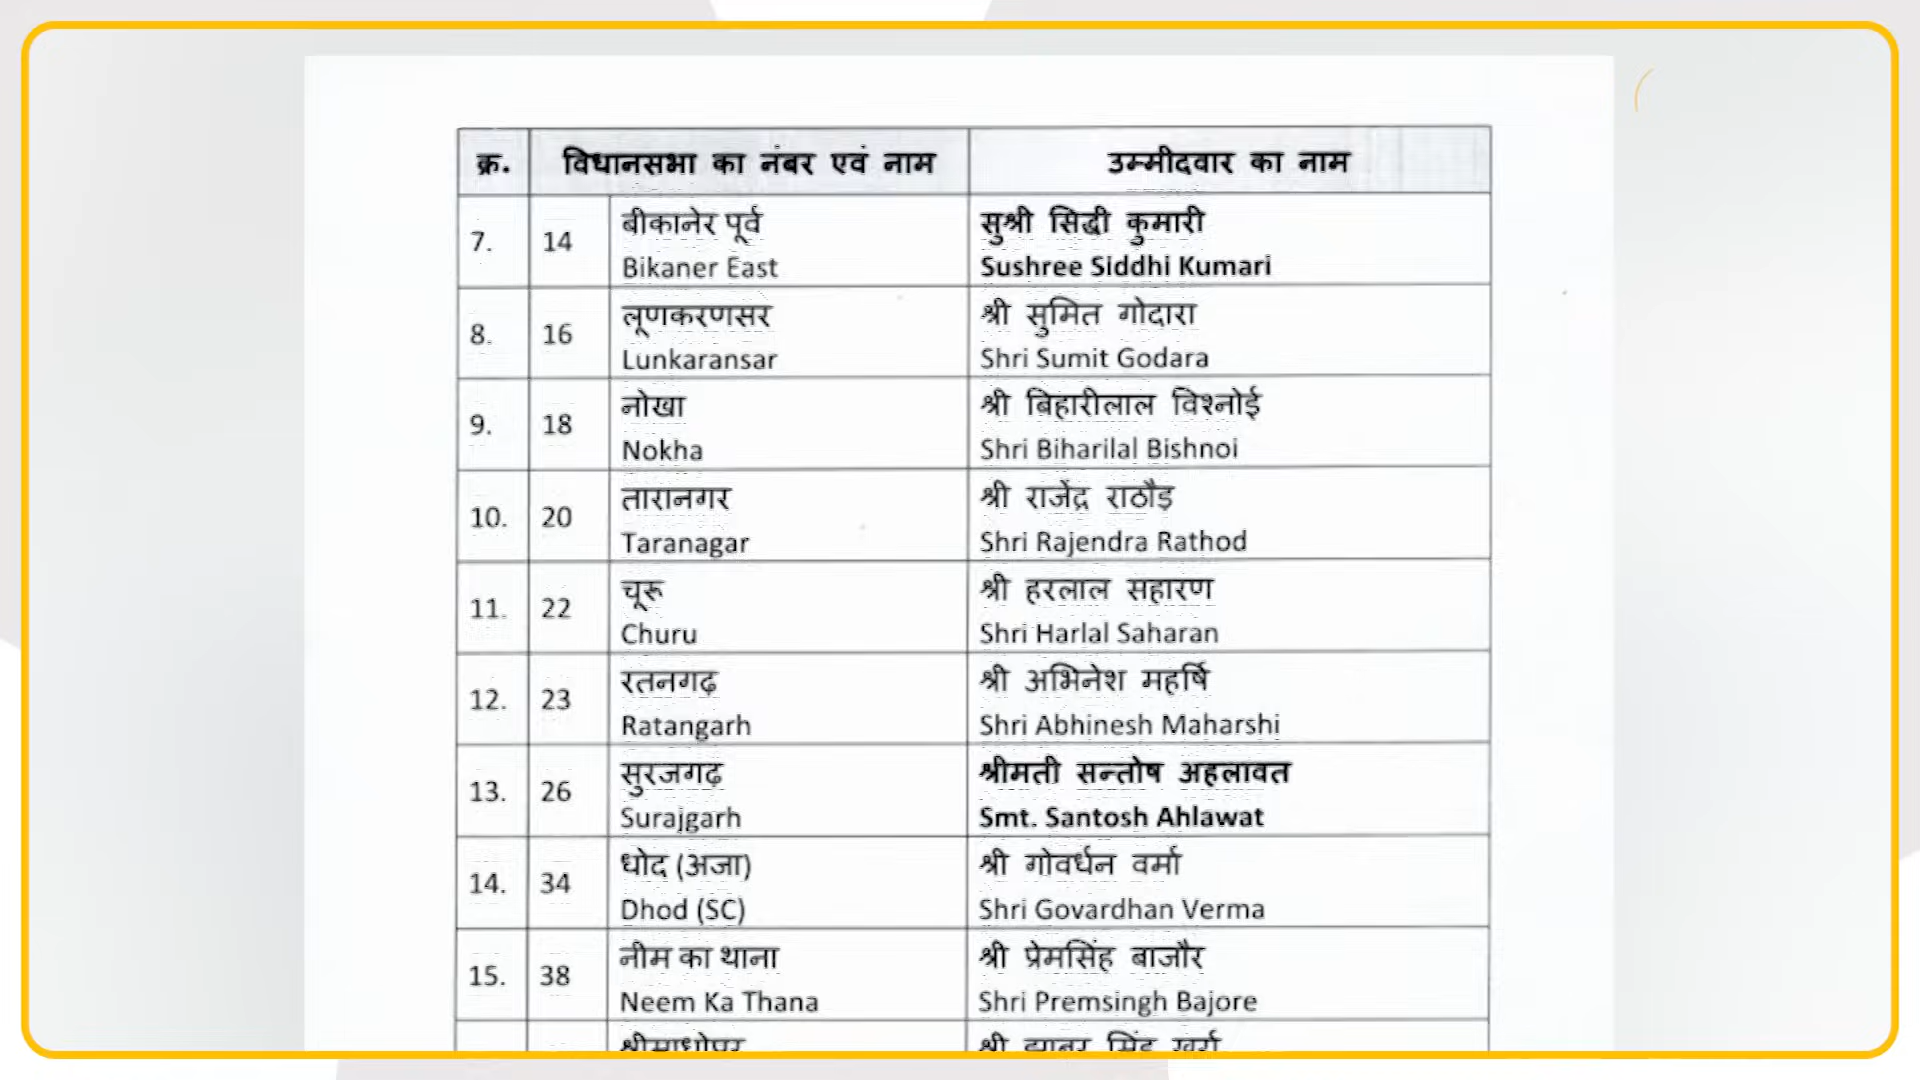 क्र. विधानसभा का नंबर एवं नाम उम्मीदवार का नाम
7. 14 बीकानेर पूर्व सुश्री सिद्धी कुमारी
Bikaner East Sushree Siddhi Kumari
8. 16 लूणकरणसर श्री सुमित गोदारा
Lunkaransar Shri Sumit Godara
9. 18 नोखा श्री बिहारीलाल विश्नोई
Nokha Shri Biharilal Bishnoi
10. 20 तारानगर श्री राजेंद्र राठौड़
Taranagar Shri Rajendra Rathod
11. 22 चूरू श्री हरलाल सहारण
Churu Shri Harlal Saharan
12. 23 रतनगढ़ श्री अभिनेश महर्षि
Ratangarh Shri Abhinesh Maharshi
13. 26 सुरजगढ़ श्रीमती सन्तोष अहलावत
Surajgarh Smt. Santosh Ahlawat
14. 34 धोद (अजा) श्री गोवर्धन वर्मा
Dhod (SC) Shri Govardhan Verma
15. 38 नीम का थाना श्री प्रेमसिंह बाजौर
Neem Ka Thana Shri Premsingh Bajore
श्रीमाधोपुर श्री